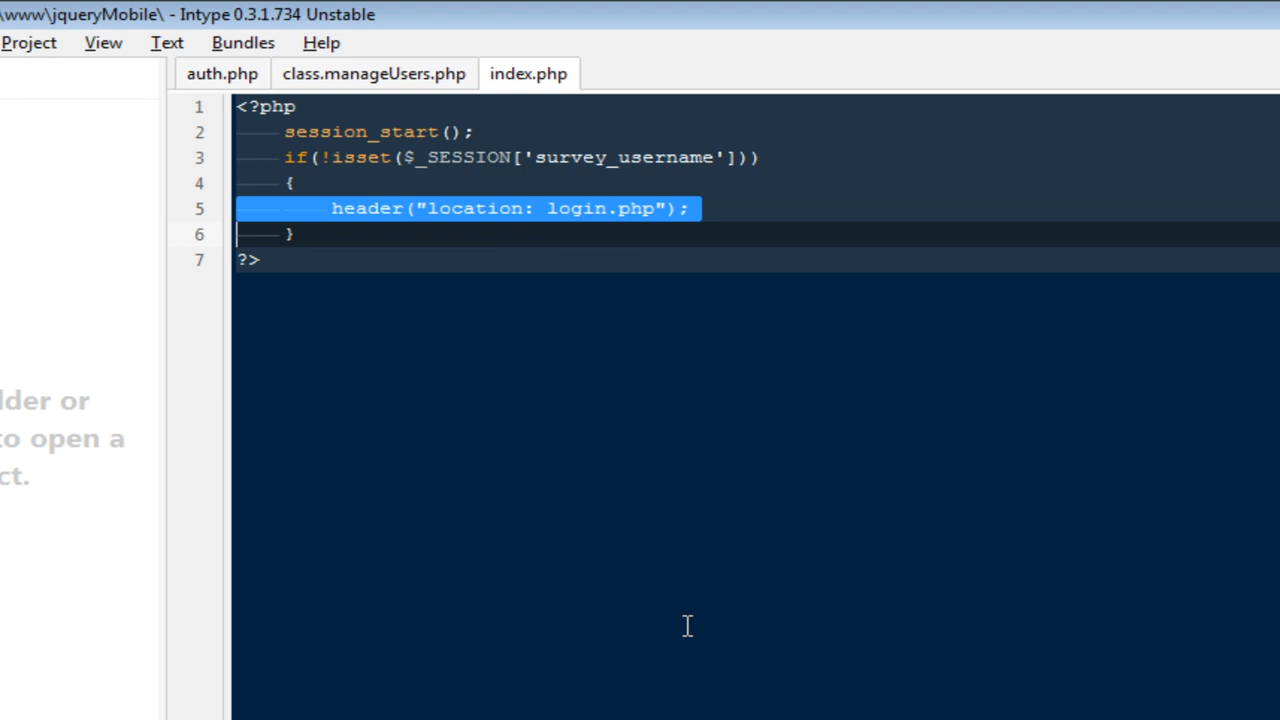 \www\jqueryMobile\ - Intype 0.3.1.734 Unstable
Project View Text Bundles Help
auth.php class.manageUsers.php index.php
1 <?php
2 session_start();
3 if(!isset($_SESSION['survey_username']))
4 {
5 header("location: login.php");
6 }
7 ?>
lder or
to open a
ct.